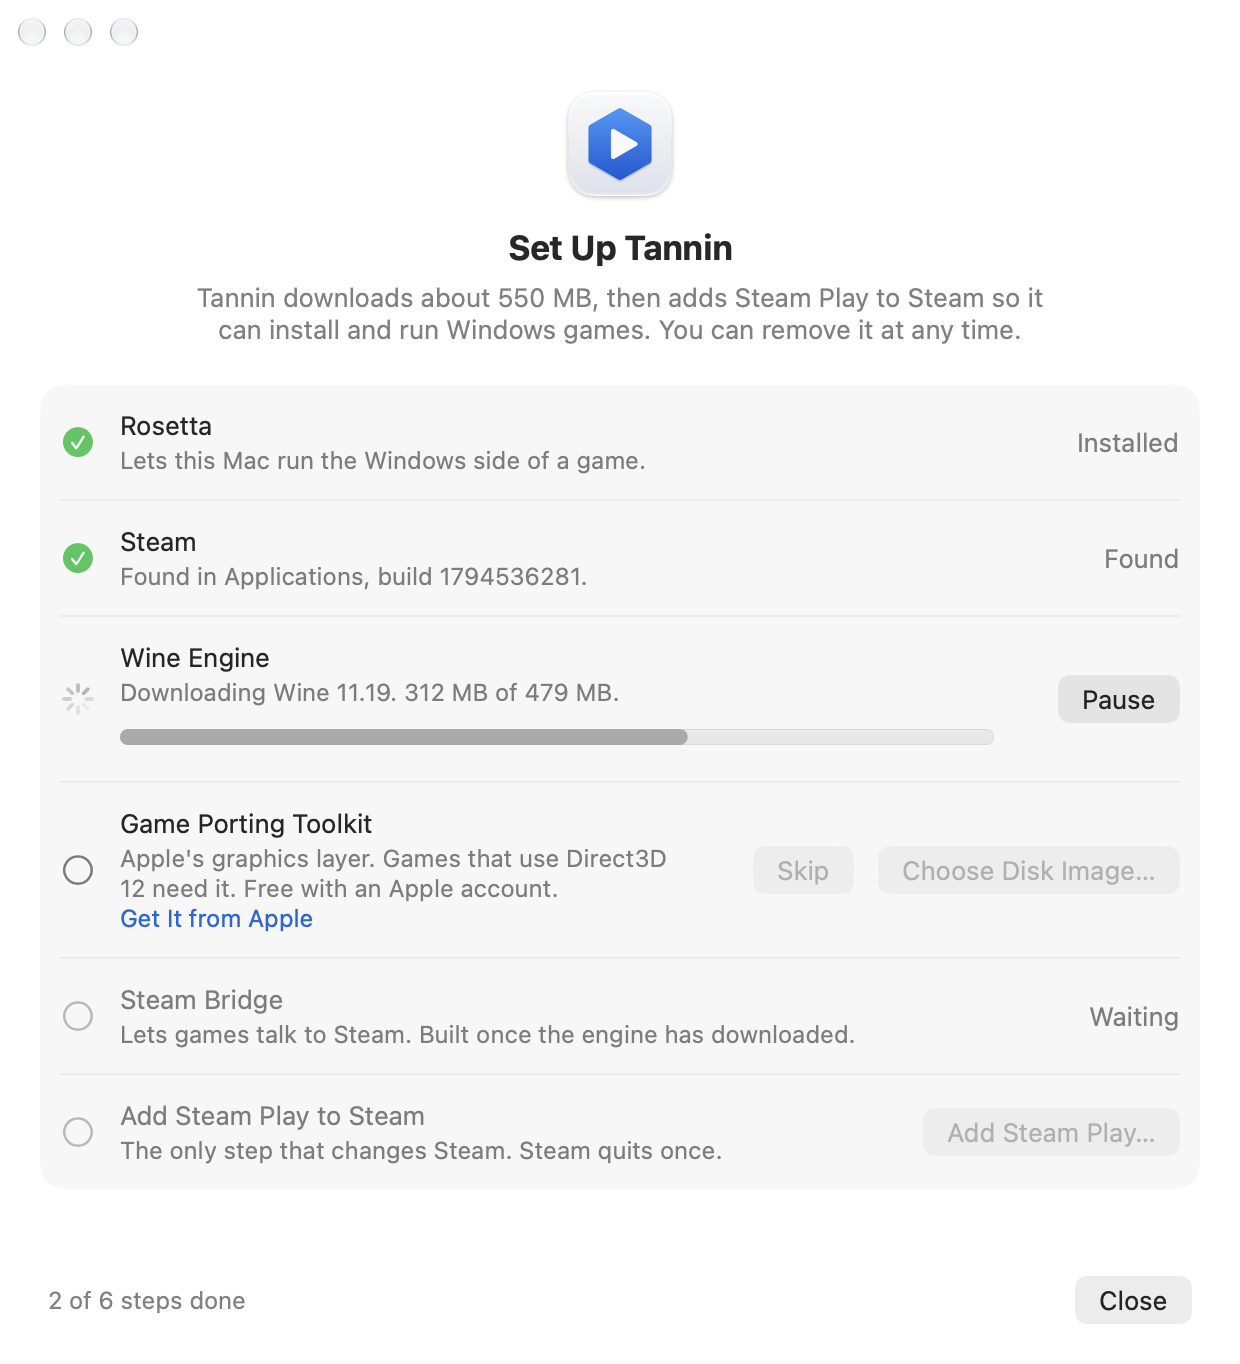 Set Up Tannin
Tannin downloads about 550 MB, then adds Steam Play to Steam so it
can install and run Windows games. You can remove it at any time.
Rosetta
Lets this Mac run the Windows side of a game.
Installed
Steam
Found in Applications, build 1794536281.
Found
Wine Engine
Downloading Wine 11.19. 312 MB of 479 MB.
Pause
Game Porting Toolkit
Apple's graphics layer. Games that use Direct3D
12 need it. Free with an Apple account.
Get It from Apple
Skip
Choose Disk Image...
Steam Bridge
Lets games talk to Steam. Built once the engine has downloaded.
Waiting
Add Steam Play to Steam
The only step that changes Steam. Steam quits once.
Add Steam Play...
2 of 6 steps done
Close